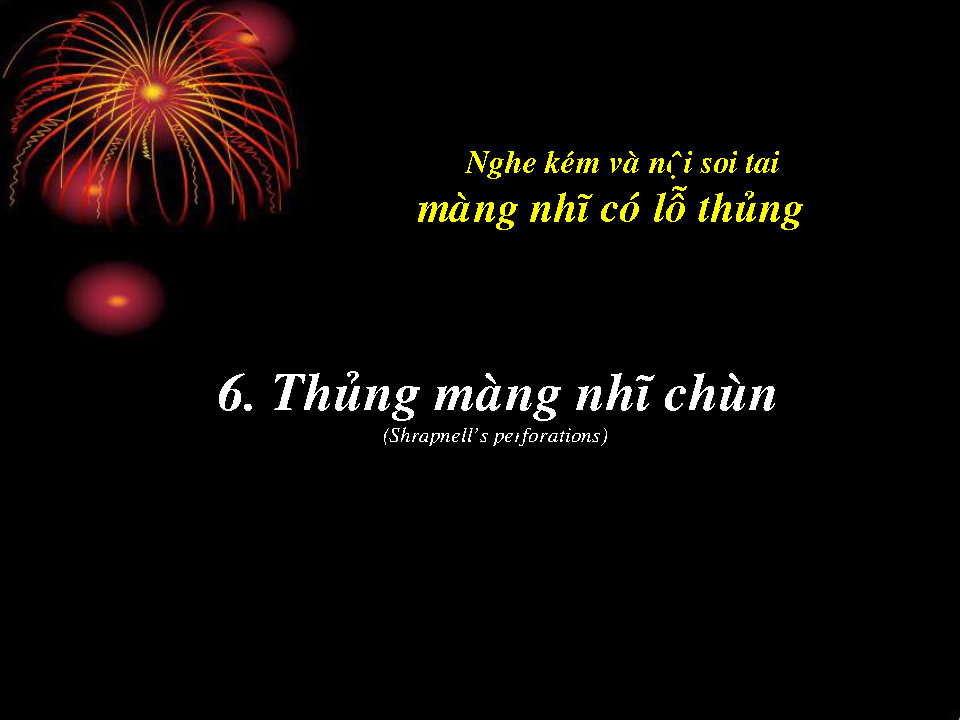 Nghe kém và nội soi tai
màng nhĩ có lỗ thủng
6. Thủng màng nhĩ chùn
(Shrapnell’s perforations)